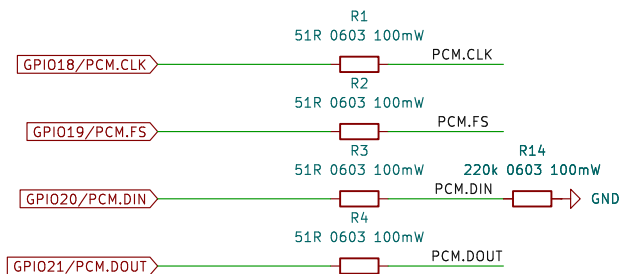 R1
51R 0603 100mW
GPIO18/PCM.CLK
PCM.CLK
R2
51R 0603 100mW
GPIO19/PCM.FS
PCM.FS
R3
51R 0603 100mW
R14
220k 0603 100mW
GPIO20/PCM.DIN
PCM.DIN
GND
R4
51R 0603 100mW
GPIO21/PCM.DOUT
PCM.DOUT